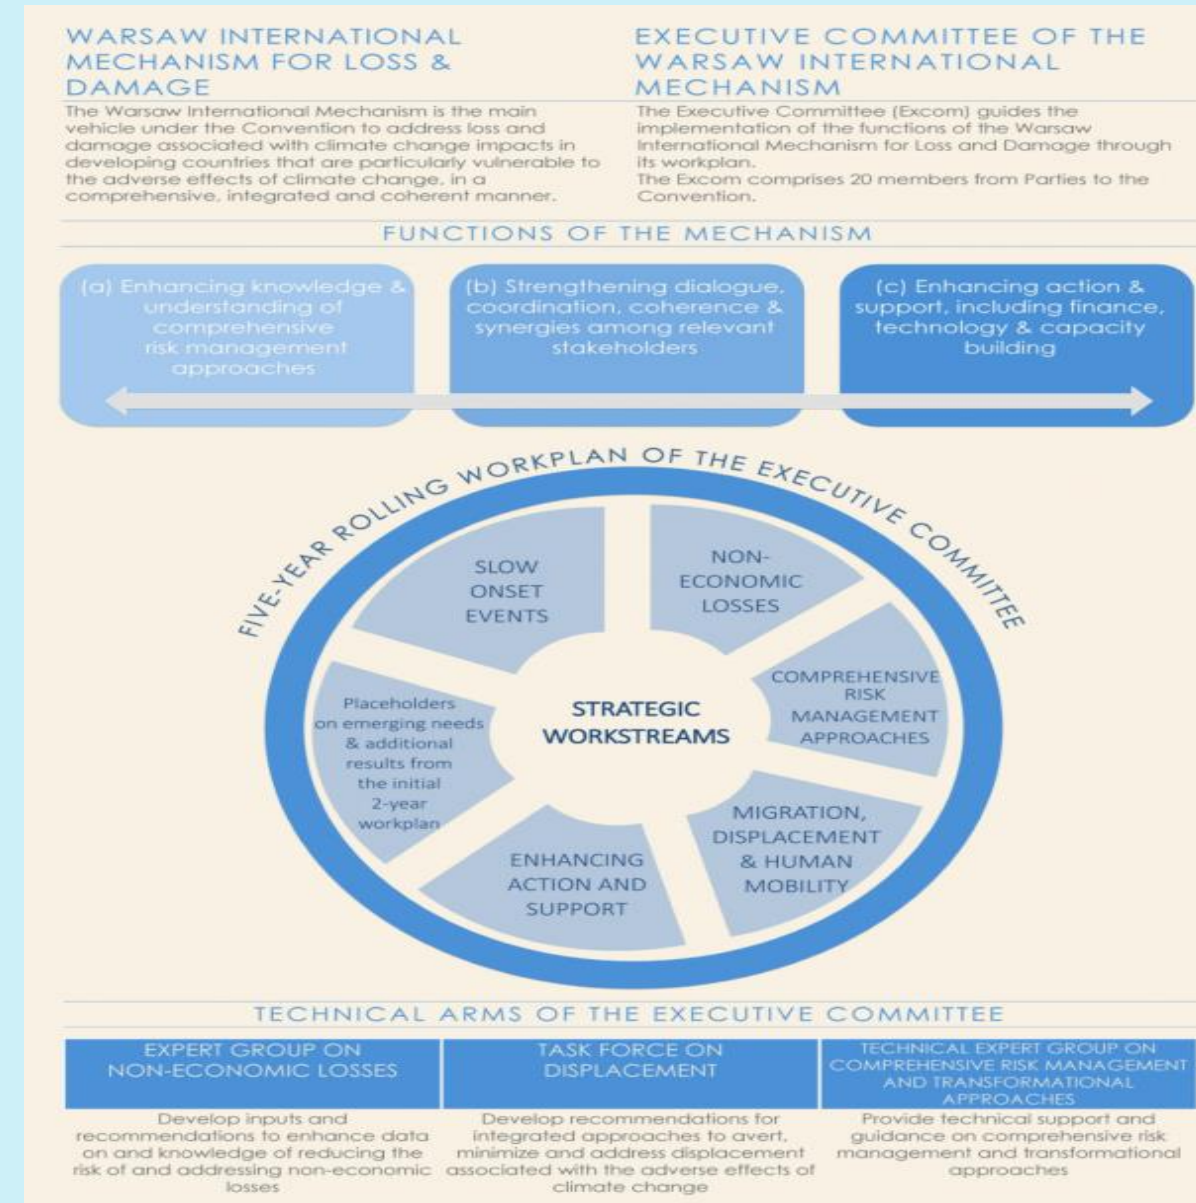 WARSAW INTERNATIONAL
MECHANISM FOR LOSS &
DAMAGE
The Warsaw International Mechanism is the main
vehicle under the Convention to address loss and
damage associated with climate change impacts in
developing countries that are particularly vulnerable to
the adverse effects of climate change, in a
comprehensive, integrated and coherent manner.
EXECUTIVE COMMITTEE OF THE
WARSAW INTERNATIONAL
MECHANISM
The Executive Committee (Excom) guides the
implementation of the functions of the Warsaw
International Mechanism for Loss and Damage through
its workplan.
The Excom comprises 20 members from Parties to the
Convention.
FUNCTIONS OF THE MECHANISM
(a) Enhancing knowledge &
understanding of
comprehensive
risk management
approaches
(b) Strengthening dialogue,
coordination, coherence &
synergies among relevant
stakeholders
(c) Enhancing action &
support, including finance,
technology & capacity
building
FIVE-YEAR ROLLING WORKPLAN OF THE EXECUTIVE COMMITTEE
SLOW
ONSET
EVENTS
NON-
ECONOMIC
LOSSES
COMPREHENSIVE
RISK
MANAGEMENT
APPROACHES
MIGRATION,
DISPLACEMENT
& HUMAN
MOBILITY
ENHANCING
ACTION AND
SUPPORT
Placeholders
on emerging needs
& additional
results from
the initial
2-year
workplan
STRATEGIC
WORKSTREAMS
TECHNICAL ARMS OF THE EXECUTIVE COMMITTEE
EXPERT GROUP ON
NON-ECONOMIC LOSSES
Develop inputs and
recommendations to enhance data
on and knowledge of reducing the
risk of and addressing non-economic
losses
TASK FORCE ON
DISPLACEMENT
Develop recommendations for
integrated approaches to avert,
minimize and address displacement
associated with the adverse effects of
climate change
TECHNICAL EXPERT GROUP ON
COMPREHENSIVE RISK MANAGEMENT
AND TRANSFORMATIONAL
APPROACHES
Provide technical support and
guidance on comprehensive risk
management and transformational
approaches